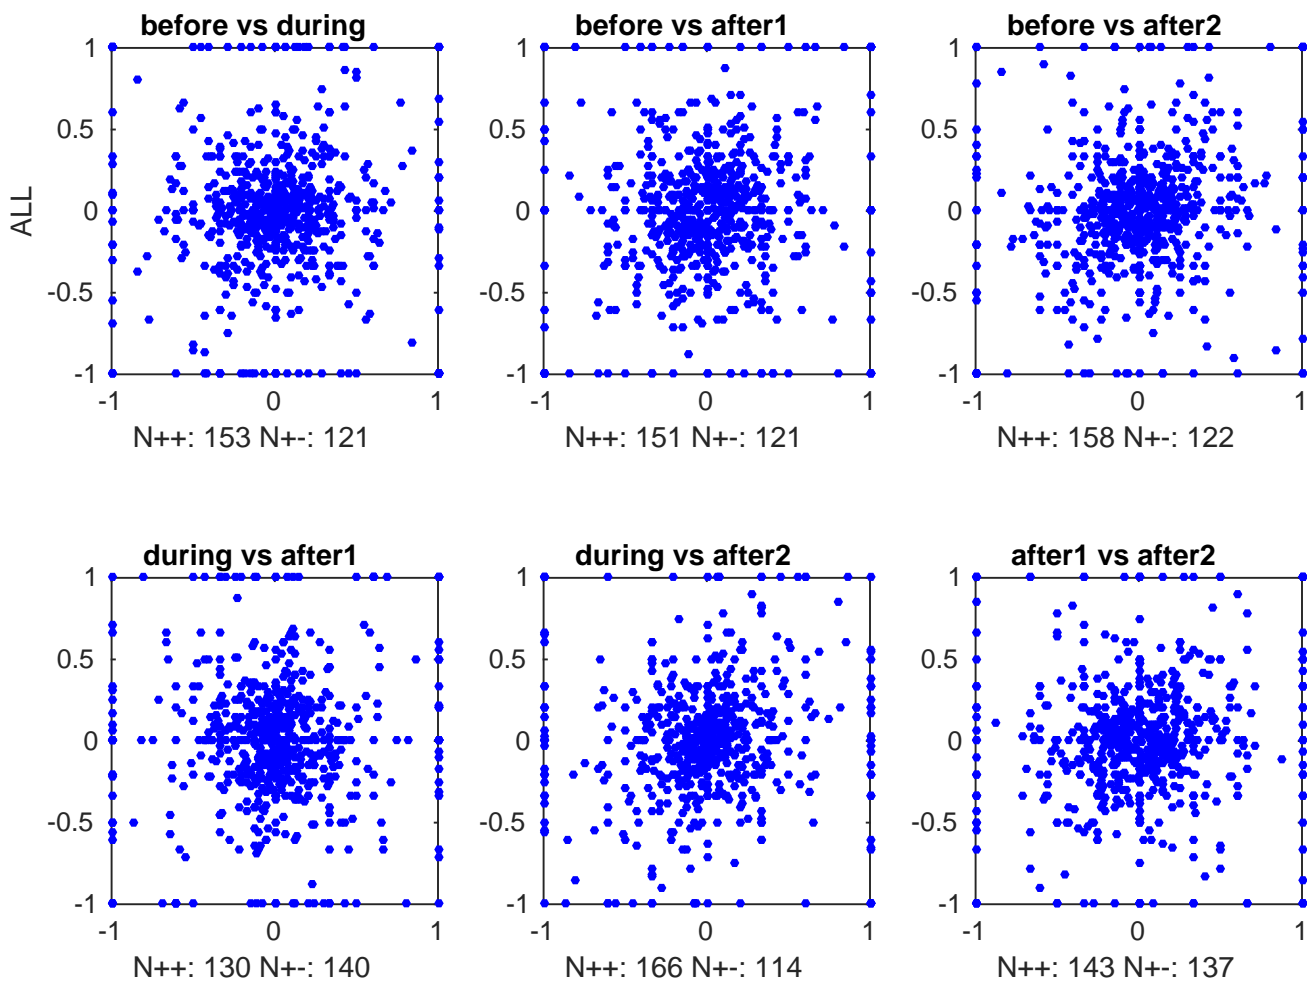 before vs during
before vs after1
before vs after2
ALL
1
0.5
0
-0.5
-1
-1 0 1
N++: 153 N+-: 121
1
0.5
0
-0.5
-1
-1 0 1
N++: 151 N+-: 121
1
0.5
0
-0.5
-1
-1 0 1
N++: 158 N+-: 122
during vs after1
during vs after2
after1 vs after2
1
0.5
0
-0.5
-1
-1 0 1
N++: 130 N+-: 140
1
0.5
0
-0.5
-1
-1 0 1
N++: 166 N+-: 114
1
0.5
0
-0.5
-1
-1 0 1
N++: 143 N+-: 137